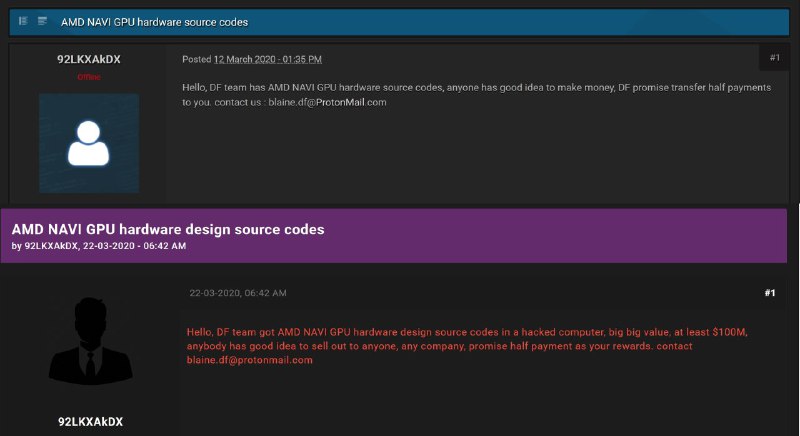 AMD NAVI GPU hardware source codes
92LKXAkDX
Offline
Posted 12 March 2020 - 01:35 PM
#1
Hello, DF team has AMD NAVI GPU hardware source codes, anyone has good idea to make money, DF promise transfer half payments
to you. contact us : blaine.df@ProtonMail.com
AMD NAVI GPU hardware design source codes
by 92LKXAkDX, 22-03-2020 - 06:42 AM
22-03-2020, 06:42 AM
#1
Hello, DF team got AMD NAVI GPU hardware design source codes in a hacked computer, big big value, at least $100M,
anybody has good idea to sell out to anyone, any company, promise half payment as your rewards. contact
blaine.df@protonmail.com
92LKXAkDX